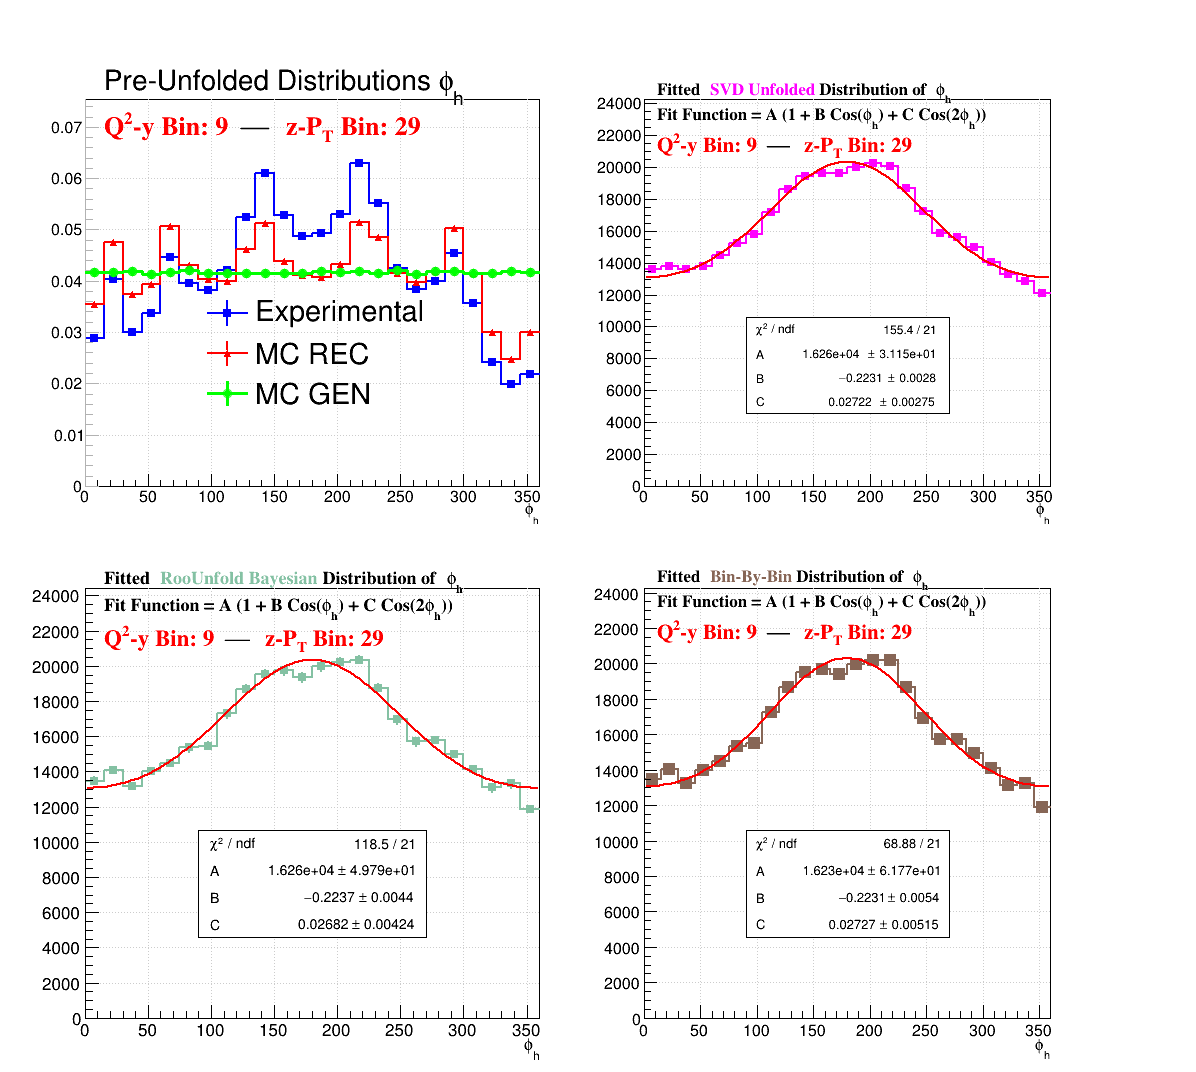 Pre-Unfolded Distributions ϕh
Q²-y Bin: 9 — z-PT Bin: 29
0.07
0.06
0.05
0.04
0.03
0.02
0.01
0
Experimental
MC REC
MC GEN
0 50 100 150 200 250 300 350
ϕh
Fitted SVD Unfolded Distribution of ϕh
Fit Function = A (1 + B Cos(ϕh) + C Cos(2ϕh))
Q²-y Bin: 9 — z-PT Bin: 29
24000
22000
20000
18000
16000
14000
12000
10000
8000
6000
4000
2000
0
χ² / ndf 155.4 / 21
A 1.626e+04 ± 3.115e+01
B −0.2231 ± 0.0028
C 0.02722 ± 0.00275
0 50 100 150 200 250 300 350
ϕh
Fitted RooUnfold Bayesian Distribution of ϕh
Fit Function = A (1 + B Cos(ϕh) + C Cos(2ϕh))
Q²-y Bin: 9 — z-PT Bin: 29
24000
22000
20000
18000
16000
14000
12000
10000
8000
6000
4000
2000
0
χ² / ndf 118.5 / 21
A 1.626e+04 ± 4.979e+01
B −0.2237 ± 0.0044
C 0.02682 ± 0.00424
0 50 100 150 200 250 300 350
ϕh
Fitted Bin-By-Bin Distribution of ϕh
Fit Function = A (1 + B Cos(ϕh) + C Cos(2ϕh))
Q²-y Bin: 9 — z-PT Bin: 29
24000
22000
20000
18000
16000
14000
12000
10000
8000
6000
4000
2000
0
χ² / ndf 68.88 / 21
A 1.623e+04 ± 6.177e+01
B −0.2231 ± 0.0054
C 0.02727 ± 0.00515
0 50 100 150 200 250 300 350
ϕh